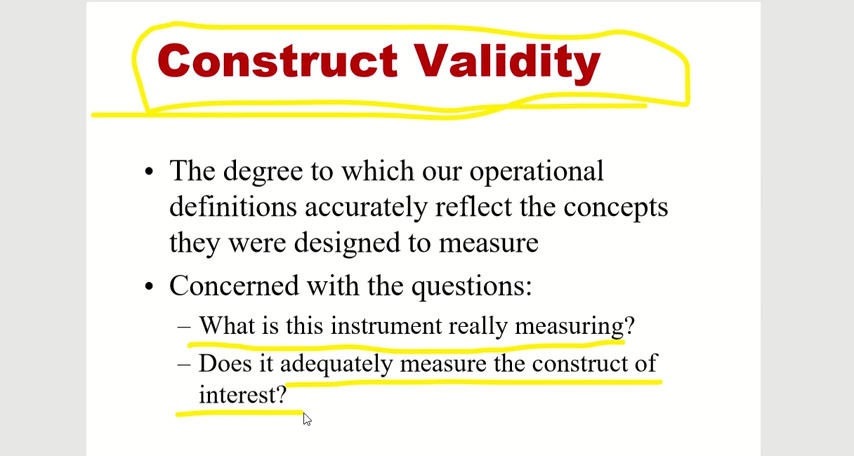 Construct Validity
• The degree to which our operational
definitions accurately reflect the concepts
they were designed to measure
• Concerned with the questions:
– What is this instrument really measuring?
– Does it adequately measure the construct of
interest?